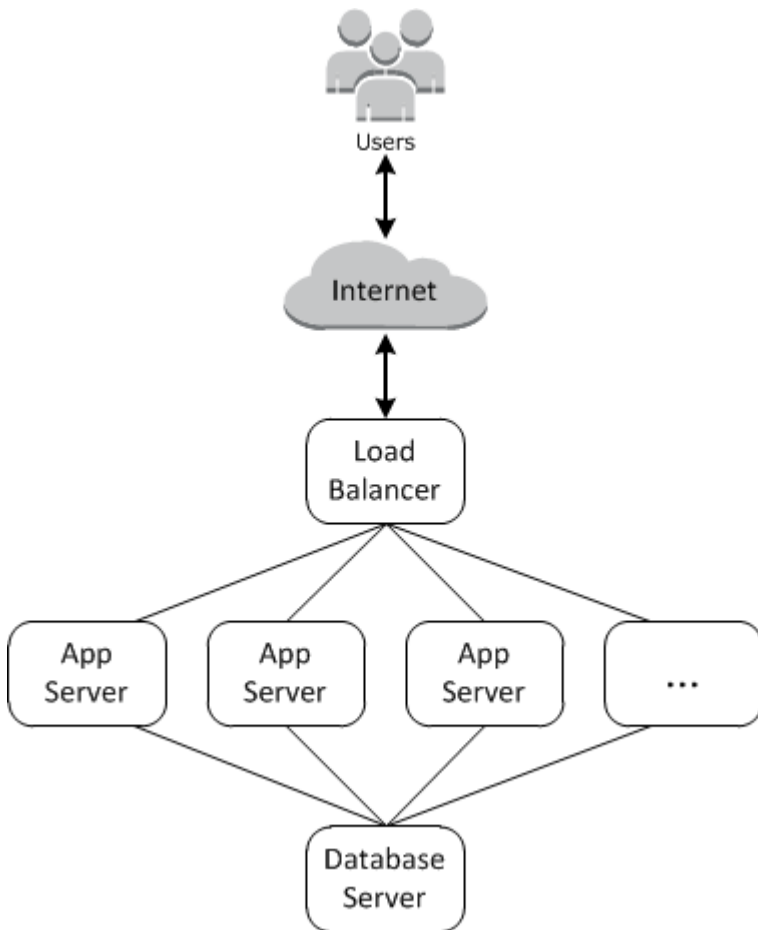 Users
Internet
Load
Balancer
App
Server
App
Server
App
Server
...
Database
Server